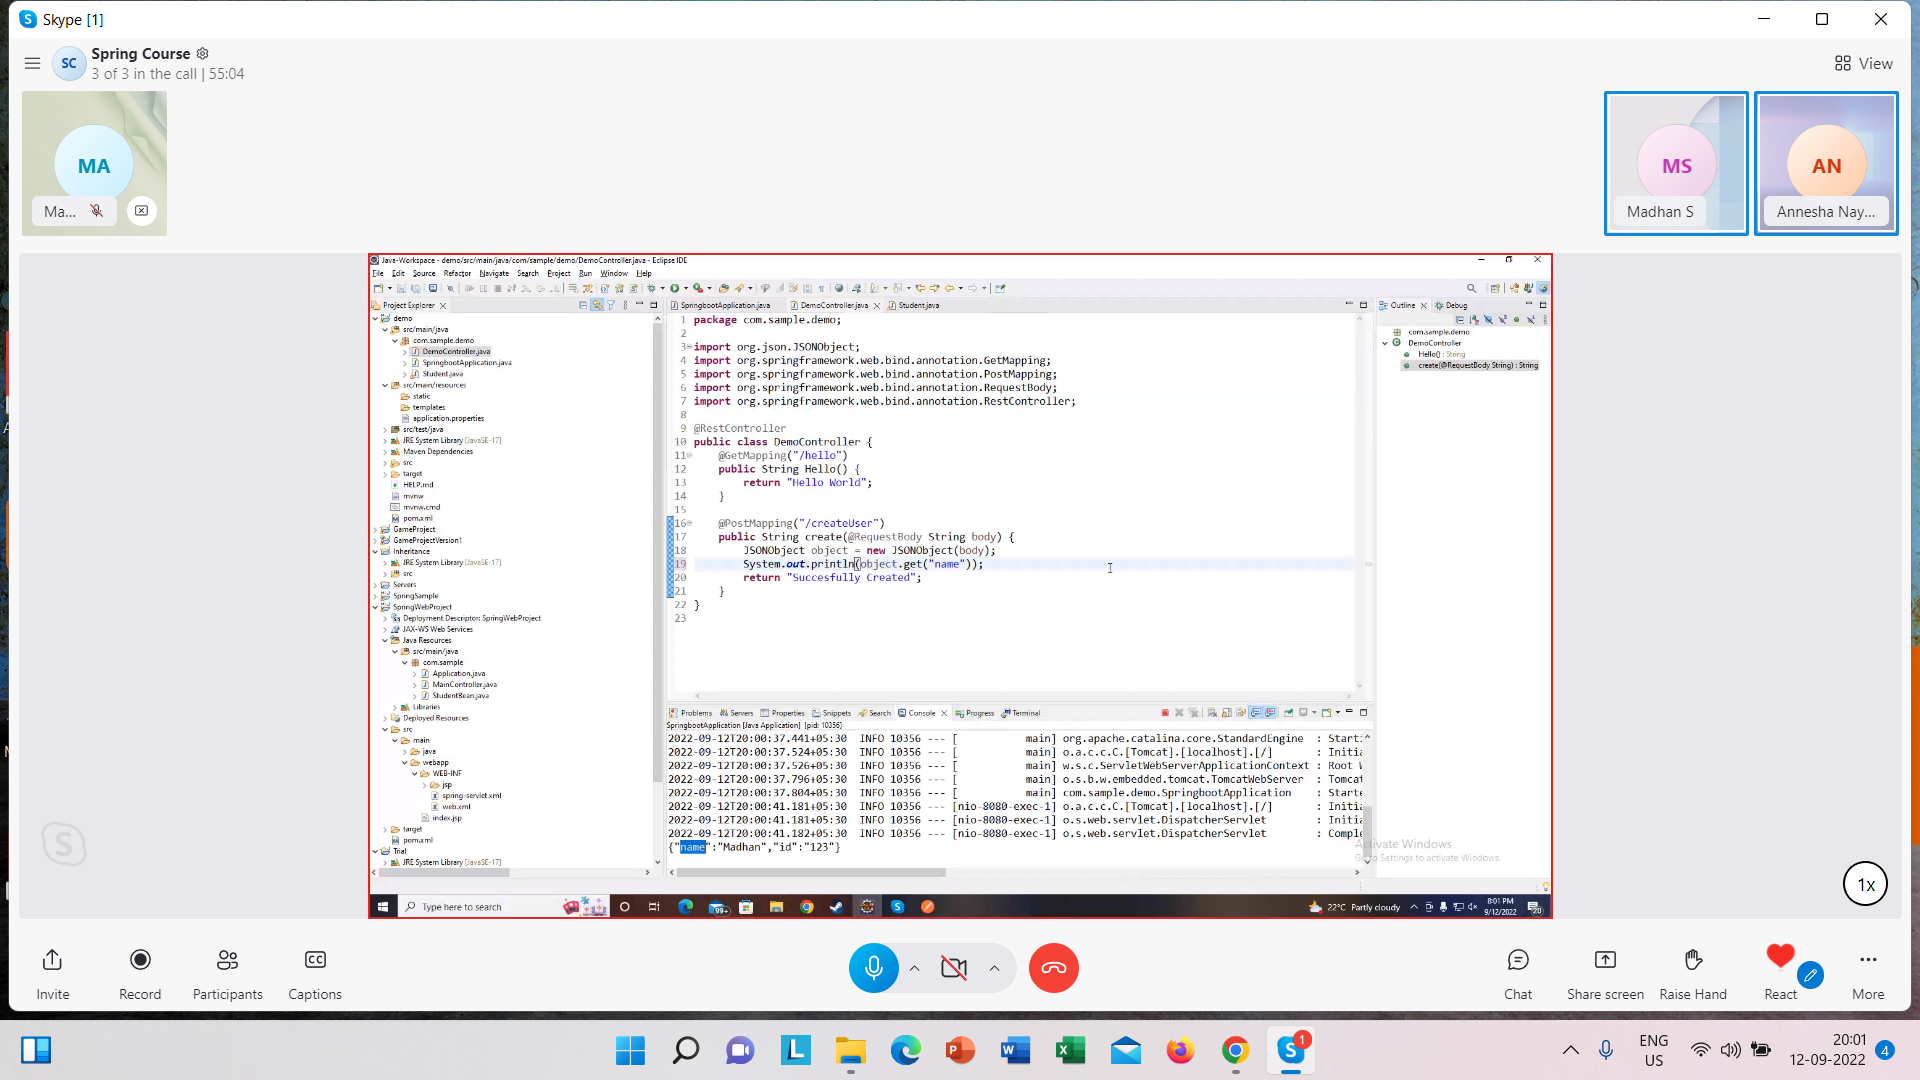 Skype [1]
SC
Spring Course
3 of 3 in the call | 55:04
View
MA
Ma...
MS
Madhan S
AN
Annesha Nay...
Java-Workspace - demo/src/main/java/com/sample/demo/DemoController.java - Eclipse IDE
File Edit Source Refactor Navigate Search Project Run Window Help
Project Explorer
demo
src/main/java
com.sample.demo
DemoController.java
SpringbootApplication.java
Student.java
src/main/resources
static
templates
application.properties
src/test/java
JRE System Library [JavaSE-17]
Maven Dependencies
src
target
HELP.md
mvnw
mvnw.cmd
pom.xml
GameProject
GameProjectVersion1
Inheritance
JRE System Library [JavaSE-17]
src
Servers
SpringSample
SpringWebProject
Deployment Descriptor: SpringWebProject
JAX-WS Web Services
Java Resources
src/main/java
com.sample
Application.java
MainController.java
StudentBean.java
Libraries
Deployed Resources
src
main
java
webapp
WEB-INF
jsp
spring-servlet.xml
web.xml
index.jsp
target
pom.xml
Trial
JRE System Library [JavaSE-17]
SpringbootApplication.java DemoController.java Student.java
1 package com.sample.demo;
2
3 import org.json.JSONObject;
4 import org.springframework.web.bind.annotation.GetMapping;
5 import org.springframework.web.bind.annotation.PostMapping;
6 import org.springframework.web.bind.annotation.RequestBody;
7 import org.springframework.web.bind.annotation.RestController;
8
9 @RestController
10 public class DemoController {
11 @GetMapping("/hello")
12 public String Hello() {
13 return "Hello World";
14 }
15
16 @PostMapping("/createUser")
17 public String create(@RequestBody String body) {
18 JSONObject object = new JSONObject(body);
19 System.out.println(object.get("name"));
20 return "Succesfully Created";
21 }
22 }
23
Outline Debug
com.sample.demo
DemoController
Hello() : String
create(@RequestBody String) : String
Problems Servers Properties Snippets Search Console Progress Terminal
SpringbootApplication [Java Application] [pid: 10356]
2022-09-12T20:00:37.441+05:30 INFO 10356 --- [ main] org.apache.catalina.core.StandardEngine : Starti
2022-09-12T20:00:37.524+05:30 INFO 10356 --- [ main] o.a.c.c.C.[Tomcat].[localhost].[/] : Initia
2022-09-12T20:00:37.526+05:30 INFO 10356 --- [ main] w.s.c.ServletWebServerApplicationContext : Root W
2022-09-12T20:00:37.796+05:30 INFO 10356 --- [ main] o.s.b.w.embedded.tomcat.TomcatWebServer : Tomcat
2022-09-12T20:00:37.804+05:30 INFO 10356 --- [ main] com.sample.demo.SpringbootApplication : Starte
2022-09-12T20:00:41.181+05:30 INFO 10356 --- [nio-8080-exec-1] o.a.c.c.C.[Tomcat].[localhost].[/] : Initia
2022-09-12T20:00:41.181+05:30 INFO 10356 --- [nio-8080-exec-1] o.s.web.servlet.DispatcherServlet : Initia
2022-09-12T20:00:41.182+05:30 INFO 10356 --- [nio-8080-exec-1] o.s.web.servlet.DispatcherServlet : Comple
{"name":"Madhan","id":"123"}
Activate Windows
Go to Settings to activate Windows.
Type here to search
99+
22°C Partly cloudy
8:01 PM
9/12/2022
20
1x
Invite
Record
Participants
CC
Captions
Chat
Share screen
Raise Hand
React
More
1
ENG
US
20:01
12-09-2022
4